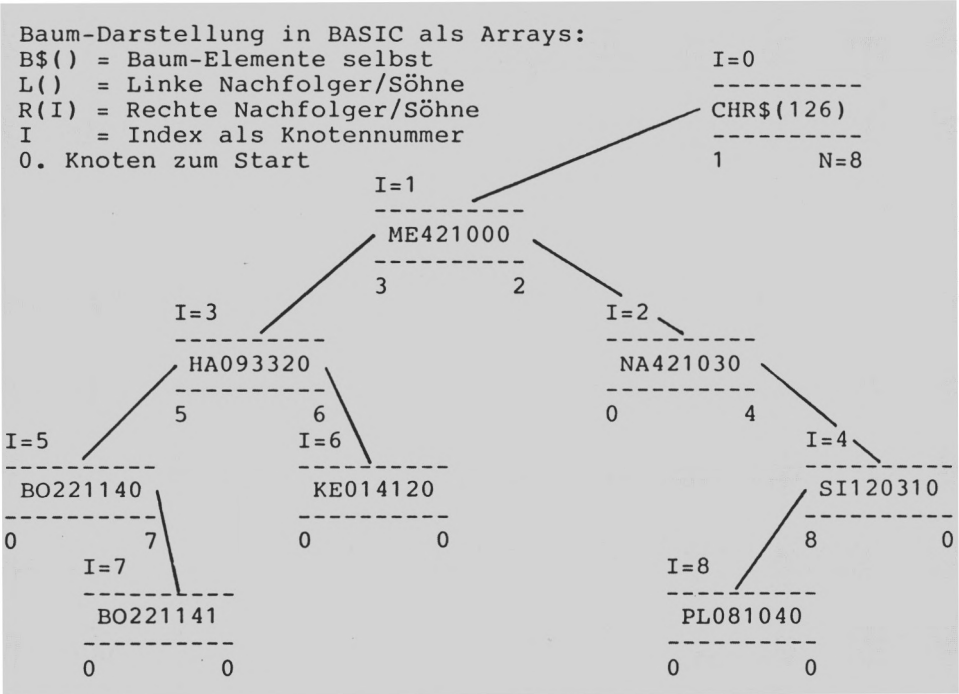 Baum-Darstellung in BASIC als Arrays:
B$() = Baum-Elemente selbst
L() = Linke Nachfolger/Söhne
R(I) = Rechte Nachfolger/Söhne
I = Index als Knotennummer
0. Knoten zum Start
I=0
CHR$(126)
1 N=8
I=1
ME421000
3 2
I=3
HA093320
5 6
I=2
NA421030
0 4
I=5
BO221140
0 7
I=6
KE014120
0 0
I=4
SI120310
8 0
I=7
BO221141
0 0
I=8
PL081040
0 0